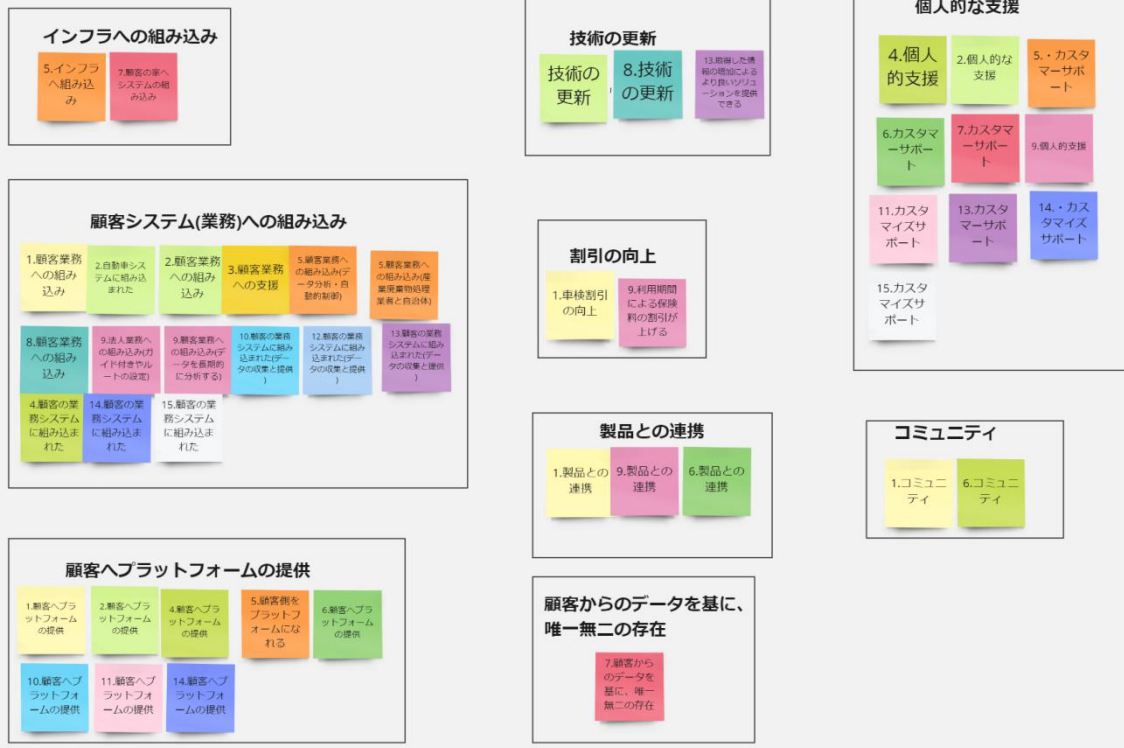 インフラへの組み込み
5.インフラ
へ組み込
み
7.顧客の家へ
システムの組
み込み
顧客システム(業務)への組み込み
1.顧客業務
への組み
込み
2.自動車シス
テムに組み込
まれた
2.顧客業務
への組み
込み
3.顧客業務
への支援
5.顧客業務へ
の組み込み(デ
ータ分析・自
動的制御)
5.顧客業務へ
の組み込み(産
業廃棄物処理
業者と自治体)
8.顧客業務
への組み
込み
9.法人業務へ
の組み込み(ガ
イド付きやル
ートの設定)
9.顧客業務へ
の組み込み(デ
ータを長期的
に分析する)
10.顧客の業務
システムに組み
込まれた(デー
タの収集と提供
)
12.顧客の業務
システムに組み
込まれた(デー
タの収集と提供
)
13.顧客の業務
システムに組み
込まれた(デー
タの収集と提供
)
4.顧客の業
務システム
に組み込ま
れた
14.顧客の業
務システム
に組み込ま
れた
15.顧客の業
務システム
に組み込ま
れた
顧客へプラットフォームの提供
1.顧客へプラ
ットフォーム
の提供
2.顧客へプラ
ットフォーム
の提供
4.顧客へプラ
ットフォーム
の提供
5.顧客側を
プラットフ
ォームにな
れる
6.顧客へプラ
ットフォーム
の提供
10.顧客へプ
ラットフォ
ームの提供
11.顧客へプ
ラットフォ
ームの提供
14.顧客へプ
ラットフォ
ームの提供
技術の更新
技術の
更新
8.技術
の更新
13.取得した情
報の増加による
より良いソリュ
ーションを提供
できる
割引の向上
1.車検割引
の向上
9.利用期間
による保険
料の割引が
上げる
製品との連携
1.製品との
連携
9.製品との
連携
6.製品との
連携
顧客からのデータを基に、
唯一無二の存在
7.顧客から
のデータを
基に、唯一
無二の存在
個人的な支援
4.個人
的支援
2.個人的な
支援
5.・カスタ
マーサポ
ート
6.カスタマ
ーサポー
ト
7.カスタマ
ーサポー
ト
9.個人的支援
11.カスタ
マイズサ
ポート
13.カスタ
マーサポ
ート
14.・カス
タマイズ
サポート
15.カスタ
マイズサ
ポート
コミュニティ
1.コミュニ
ティ
6.コミュニ
ティ